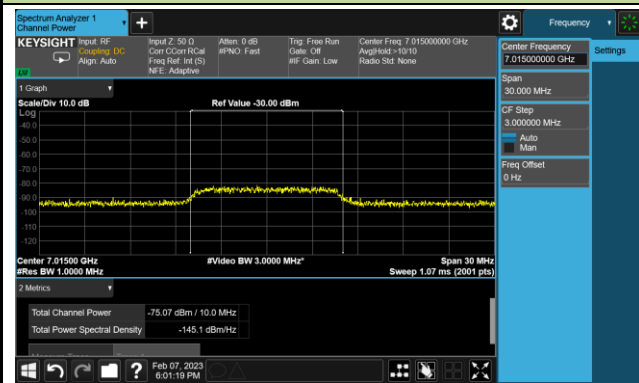 Spectrum Analyzer 1
Channel Power
Frequency
KEYSIGHT
Input: RF
Coupling: DC
Align: Auto
Input Z: 50 Ω
Corr CCorr RCal
Freq Ref: Int (S)
NFE: Adaptive
Atten: 0 dB
#PNO: Fast
Trig: Free Run
Gate: Off
#IF Gain: Low
Center Freq: 7.015000000 GHz
Avg|Hold:>10/10
Radio Std: None
Center Frequency
7.015000000 GHz
Settings
Span
30.000 MHz
CF Step
3.000000 MHz
Auto
Man
Freq Offset
0 Hz
1 Graph
Scale/Div 10.0 dB
Ref Value -30.00 dBm
Log
-40.0
-50.0
-60.0
-70.0
-80.0
-90.0
-100
-110
-120
Center 7.01500 GHz
#Video BW 3.0000 MHz*
Span 30 MHz
#Res BW 1.0000 MHz
Sweep 1.07 ms (2001 pts)
2 Metrics
Total Channel Power
-75.07 dBm / 10.0 MHz
Total Power Spectral Density
-145.1 dBm/Hz
?
Feb 07, 2023
6:01:19 PM